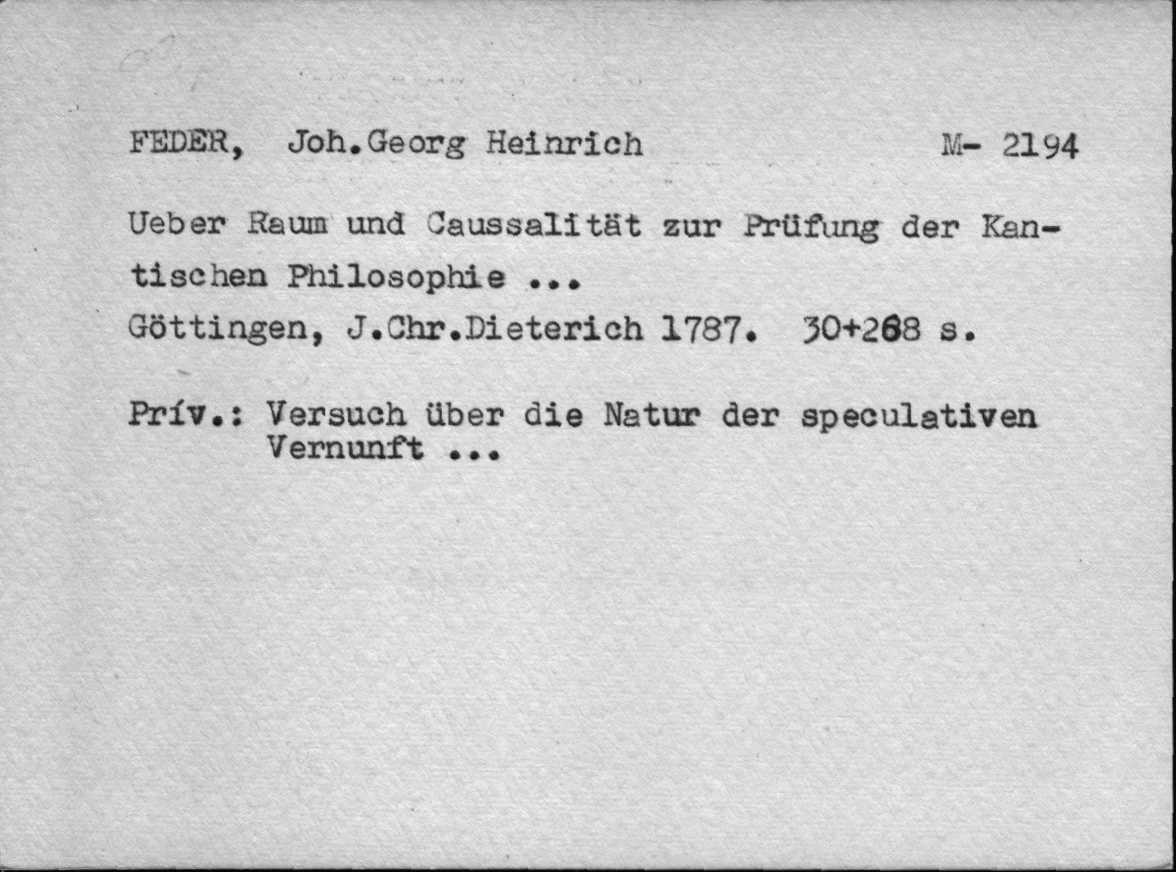 FEDER, Joh.Georg Heinrich M- 2194
Ueber Raum und Caussalität zur Prüfung der Kan-
tischen Philosophie ...
Göttingen, J.Chr.Dieterich 1787. 30+268 s.
Prív.: Versuch über die Natur der speculativen
Vernunft ...